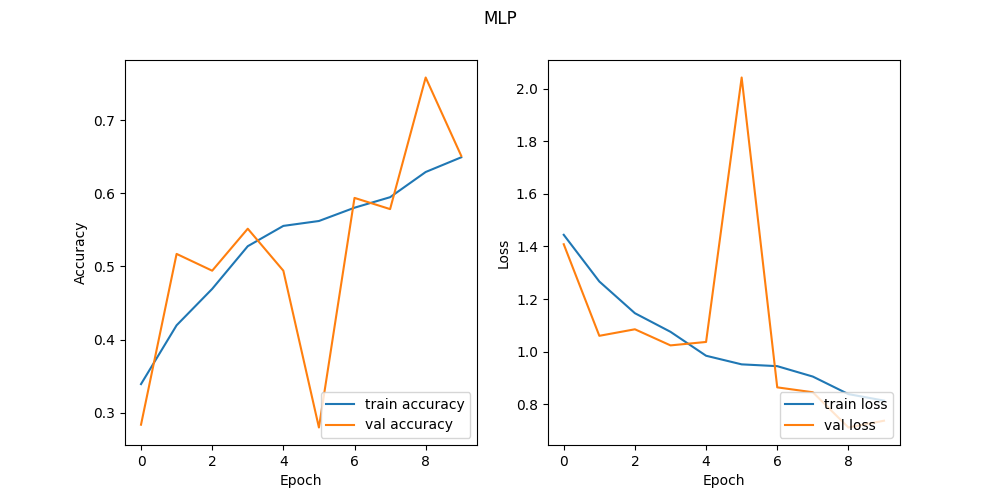 MLP
0.7
0.6
0.5
0.4
0.3
Accuracy
0 2 4 6 8
Epoch
train accuracy
val accuracy
2.0
1.8
1.6
1.4
1.2
1.0
0.8
Loss
0 2 4 6 8
Epoch
train loss
val loss